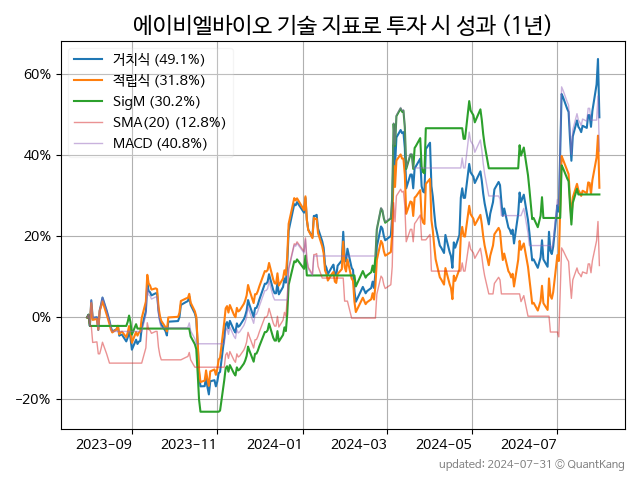 에이비엘바이오 기술 지표로 투자 시 성과 (1년)
거치식 (49.1%)
적립식 (31.8%)
SigM (30.2%)
SMA(20) (12.8%)
MACD (40.8%)
60%
40%
20%
0%
−20%
2023-09 2023-11 2024-01 2024-03 2024-05 2024-07
updated: 2024-07-31 © QuantKang